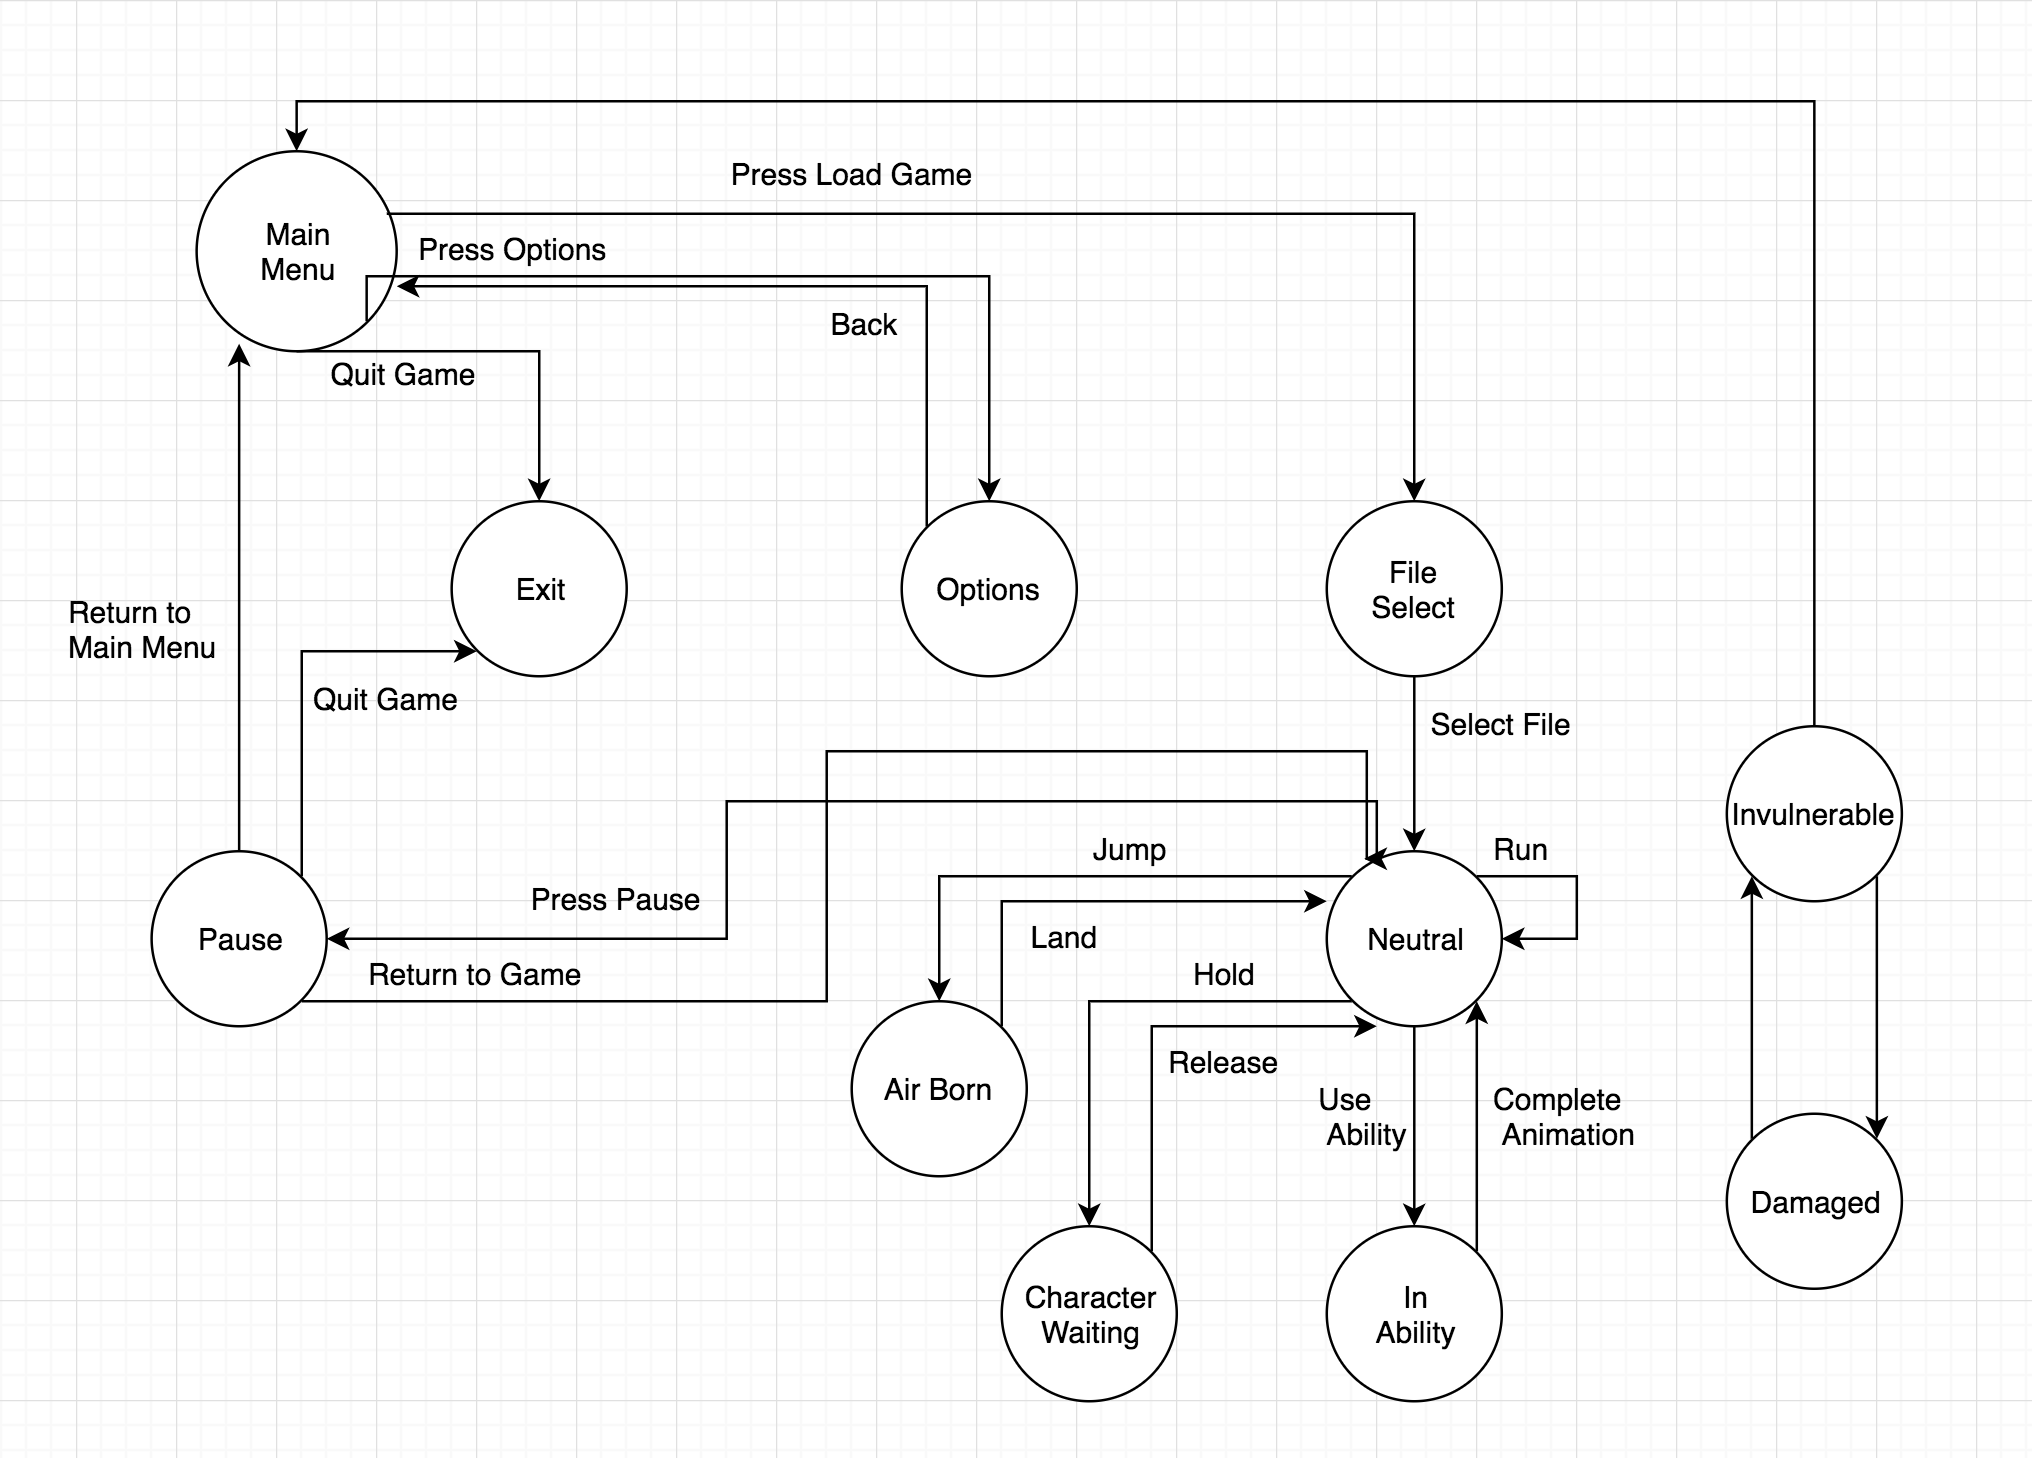 Press Load Game
Main
Menu
Press Options
Back
Quit Game
Exit
Options
File
Select
Return to
Main Menu
Quit Game
Select File
Invulnerable
Jump
Run
Press Pause
Pause
Land
Neutral
Return to Game
Hold
Release
Air Born
Use
Ability
Complete
Animation
Damaged
Character
Waiting
In
Ability